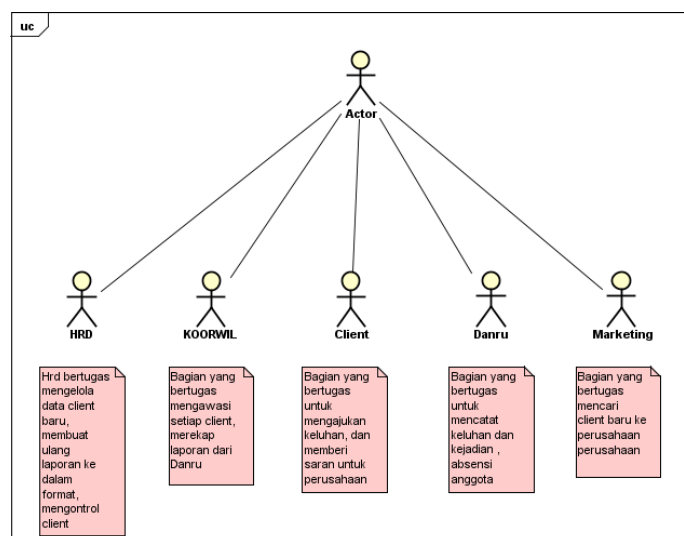 uc
Actor
HRD
KOORWIL
Client
Danru
Marketing
Hrd bertugas
mengelola
data client
baru,
membuat
ulang
laporan ke
dalam
format,
mengontrol
client
Bagian yang
bertugas
mengawasi
setiap client,
merekap
laporan dari
Danru
Bagian yang
bertugas
untuk
mengajukan
keluhan, dan
memberi
saran untuk
perusahaan
Bagian yang
bertugas
untuk
mencatat
keluhan dan
kejadian ,
absensi
anggota
Bagian yang
bertugas
mencari
client baru ke
perusahaan
perusahaan